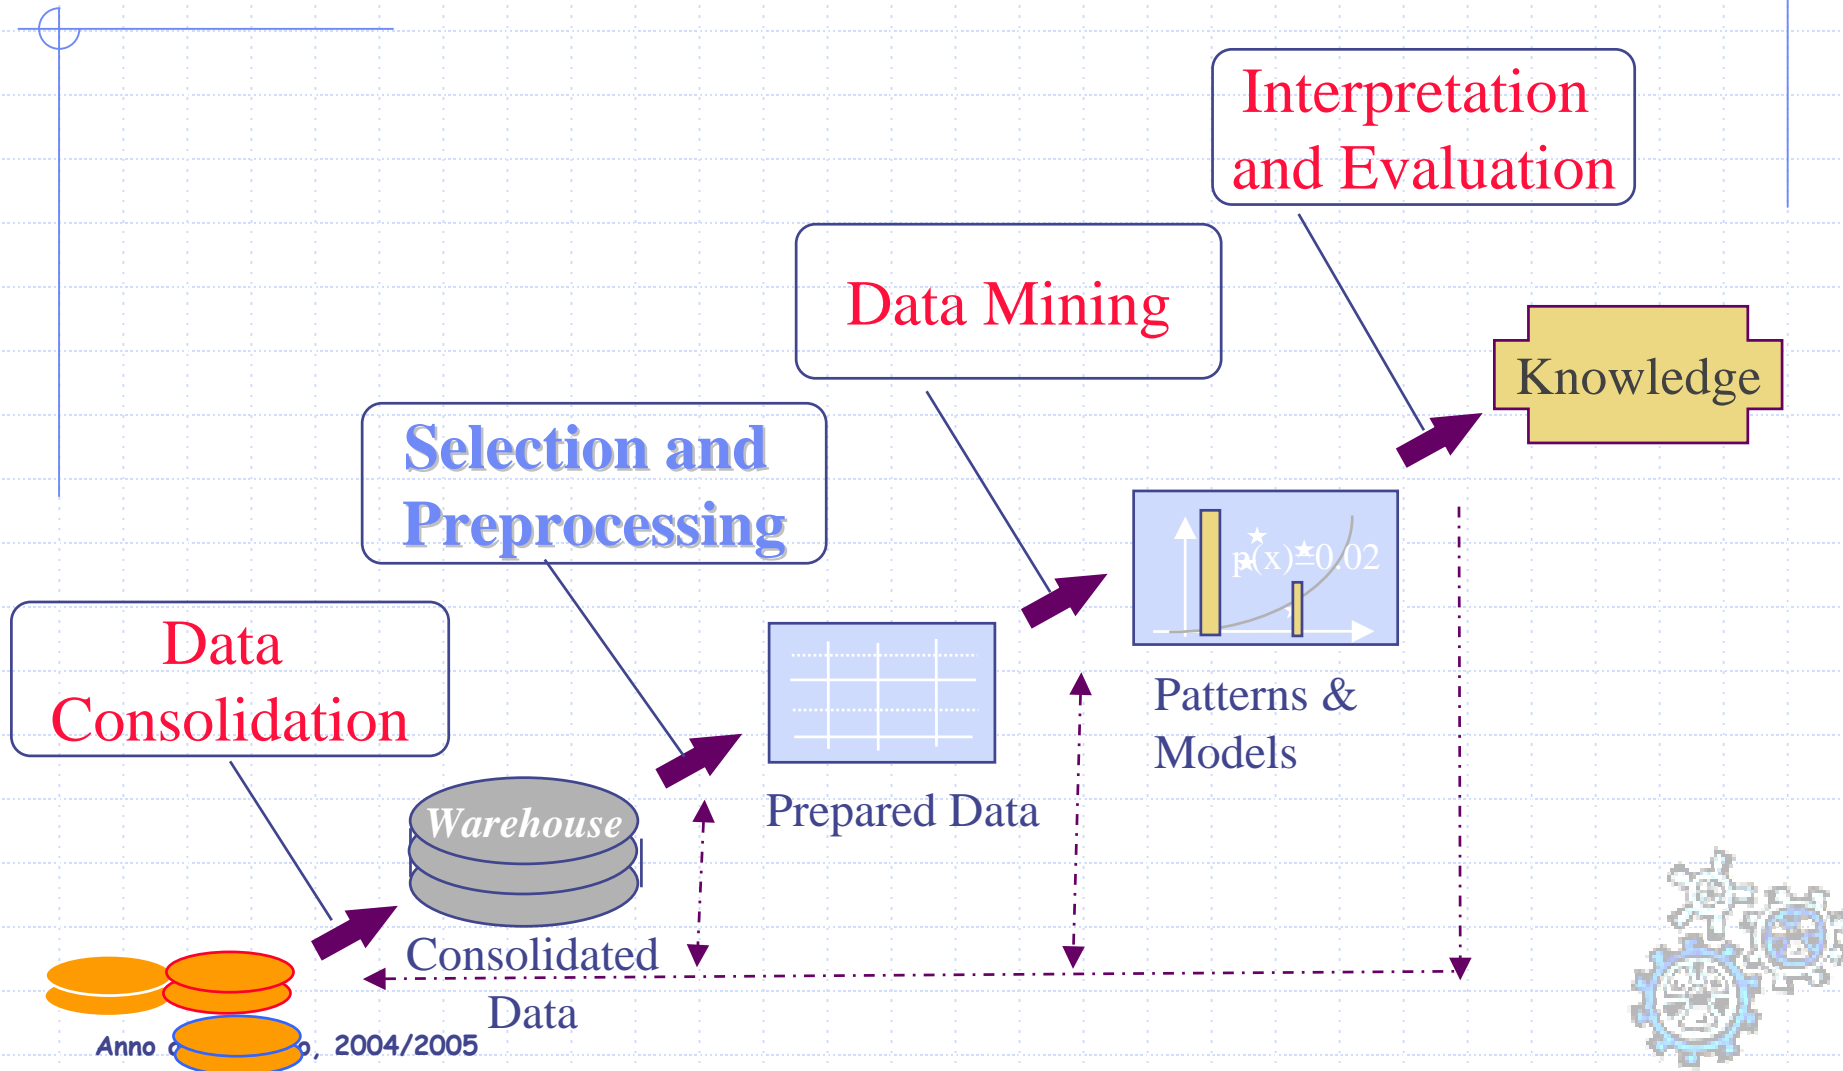 Interpretation
and Evaluation
Data Mining
Knowledge
Selection and
Preprocessing
p(x)=0.02
Data
Consolidation
Patterns &
Models
Warehouse
Prepared Data
Consolidated
Data
Anno
, 2004/2005